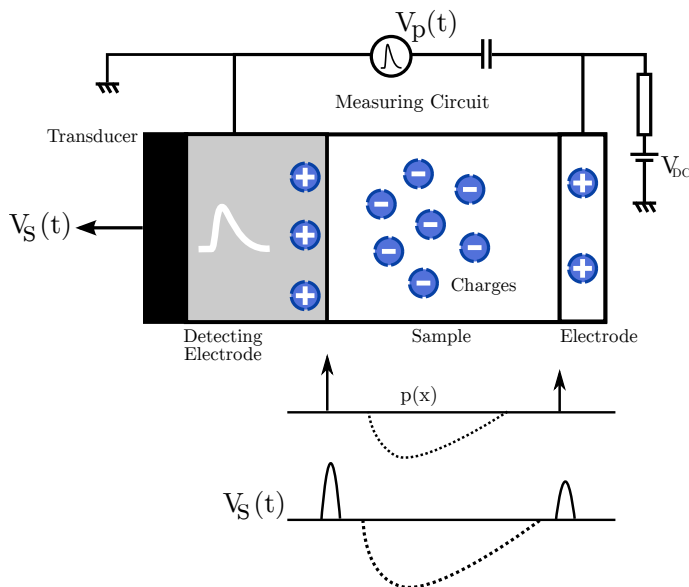 Vp(t)
Measuring Circuit
Transducer
VDC
VS(t)
+
+
+
−
−
−
−
−
−
−
+
+
Charges
Detecting
Electrode
Sample
Electrode
p(x)
VS(t)